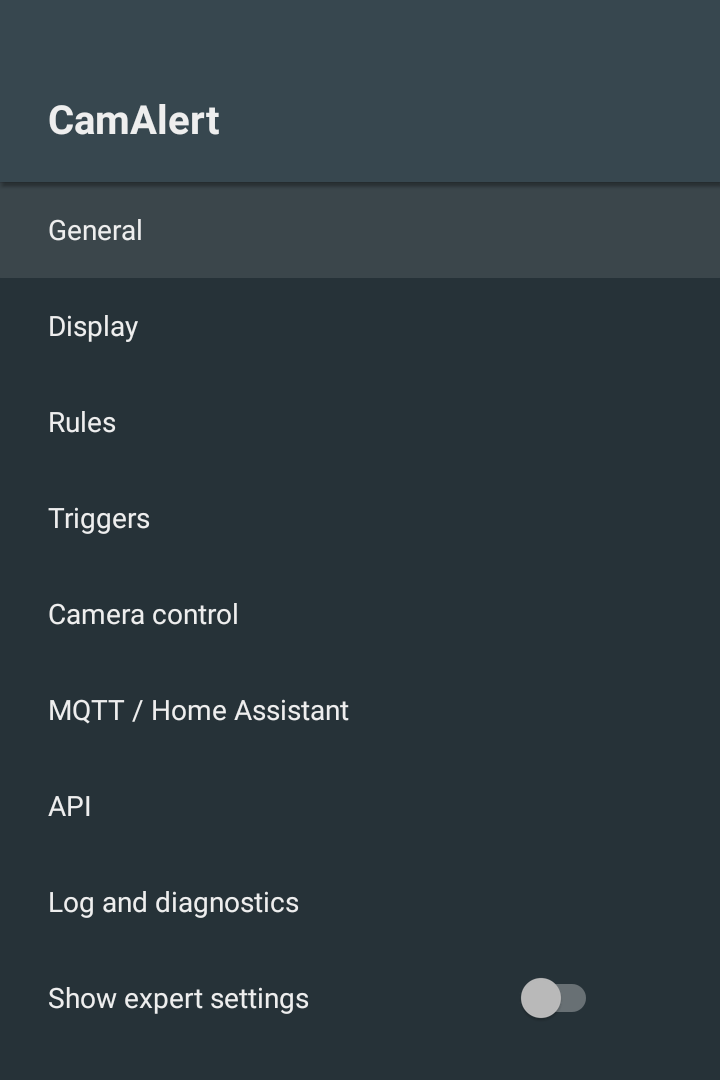 CamAlert
General
Display
Rules
Triggers
Camera control
MQTT / Home Assistant
API
Log and diagnostics
Show expert settings